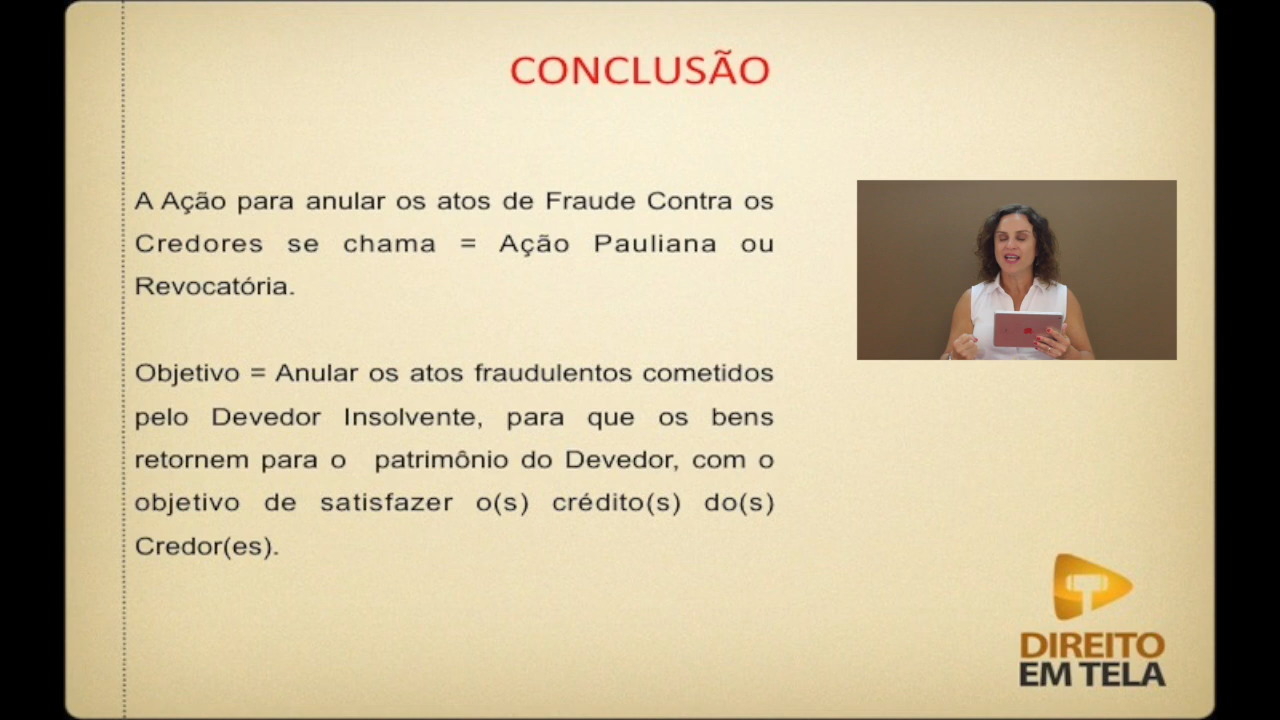 CONCLUSÃO
A Ação para anular os atos de Fraude Contra os
Credores se chama = Ação Pauliana ou
Revocatória.
Objetivo = Anular os atos fraudulentos cometidos
pelo Devedor Insolvente, para que os bens
retornem para o patrimônio do Devedor, com o
objetivo de satisfazer o(s) crédito(s) do(s)
Credor(es).
DIREITO
EM TELA